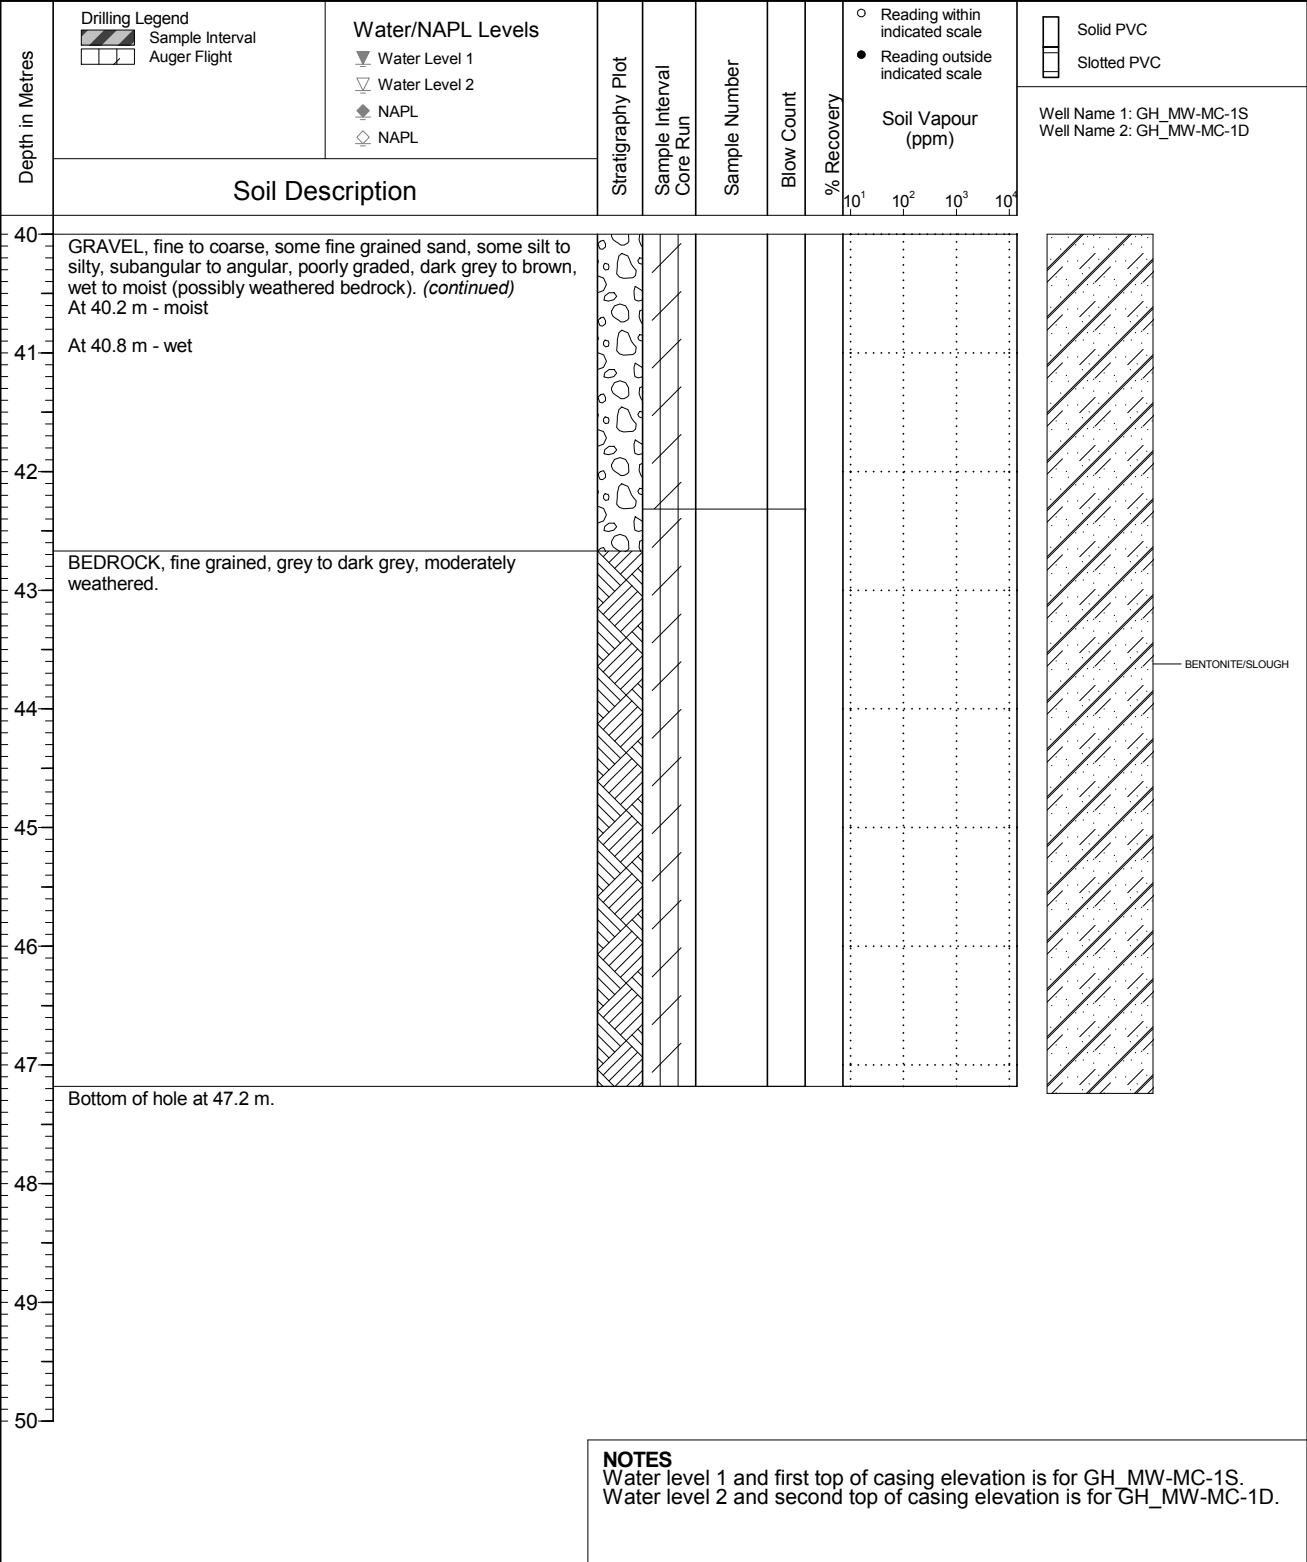 Depth in Metres
Drilling Legend
Sample Interval
Auger Flight
Water/NAPL Levels
Water Level 1
Water Level 2
NAPL
NAPL
Soil Description
Stratigraphy Plot
Sample Interval
Core Run
Sample Number
Blow Count
% Recovery
Reading within
indicated scale
Reading outside
indicated scale
Soil Vapour
(ppm)
10¹ 10² 10³ 10⁴
Solid PVC
Slotted PVC
Well Name 1: GH_MW-MC-1S
Well Name 2: GH_MW-MC-1D
40
GRAVEL, fine to coarse, some fine grained sand, some silt to
silty, subangular to angular, poorly graded, dark grey to brown,
wet to moist (possibly weathered bedrock). (continued)
At 40.2 m - moist
At 40.8 m - wet
41
42
BEDROCK, fine grained, grey to dark grey, moderately
weathered.
43
BENTONITE/SLOUGH
44
45
46
47
Bottom of hole at 47.2 m.
48
49
50
NOTES
Water level 1 and first top of casing elevation is for GH_MW-MC-1S.
Water level 2 and second top of casing elevation is for GH_MW-MC-1D.